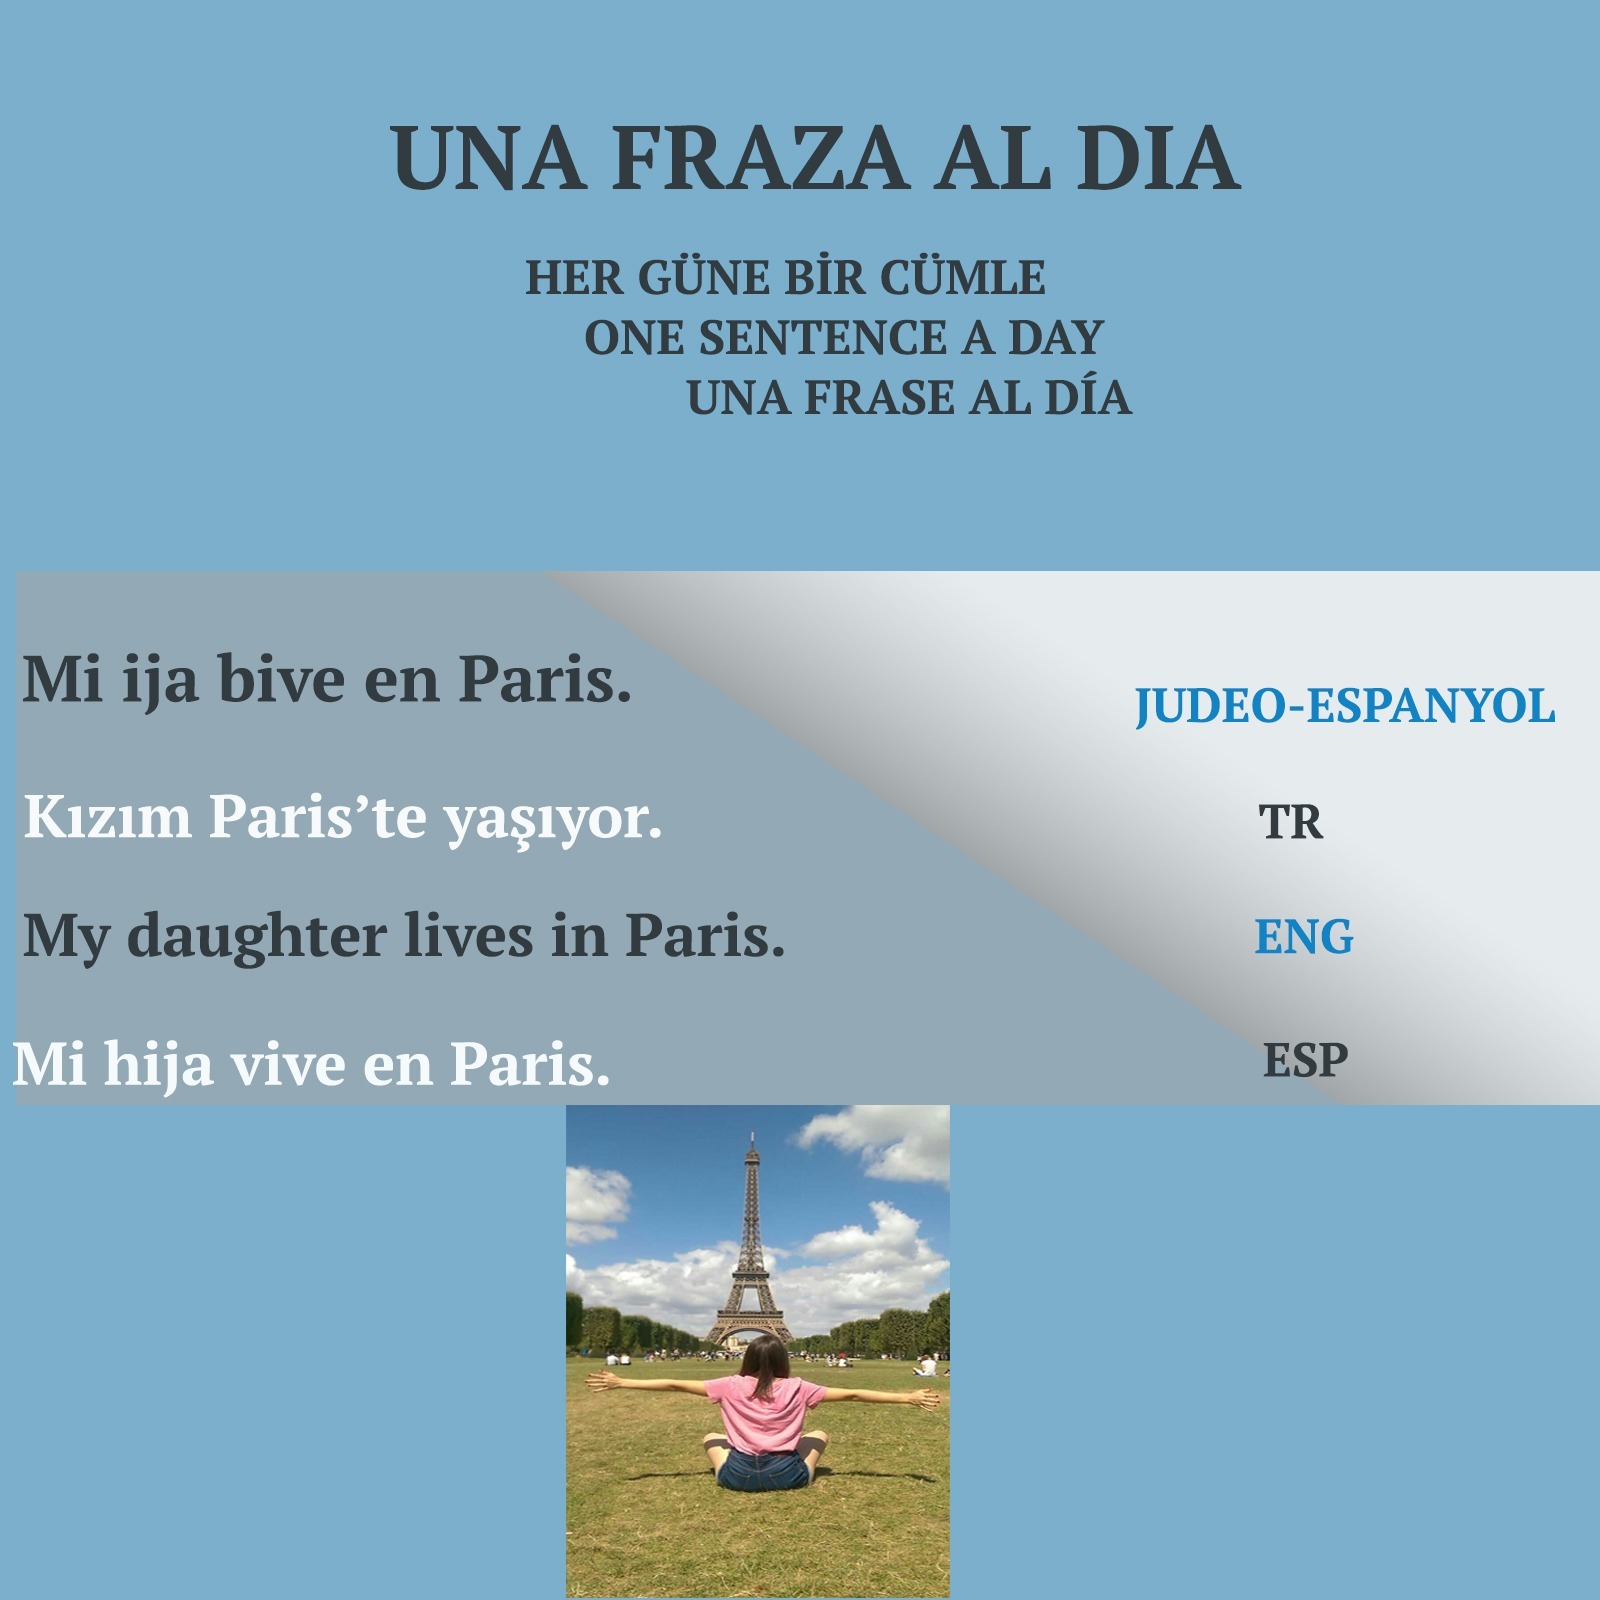 UNA FRAZA AL DIA
HER GÜNE BİR CÜMLE
ONE SENTENCE A DAY
UNA FRASE AL DÍA
Mi ija bive en Paris.
JUDEO-ESPANYOL
Kızım Paris’te yaşıyor.
TR
My daughter lives in Paris.
ENG
Mi hija vive en Paris.
ESP